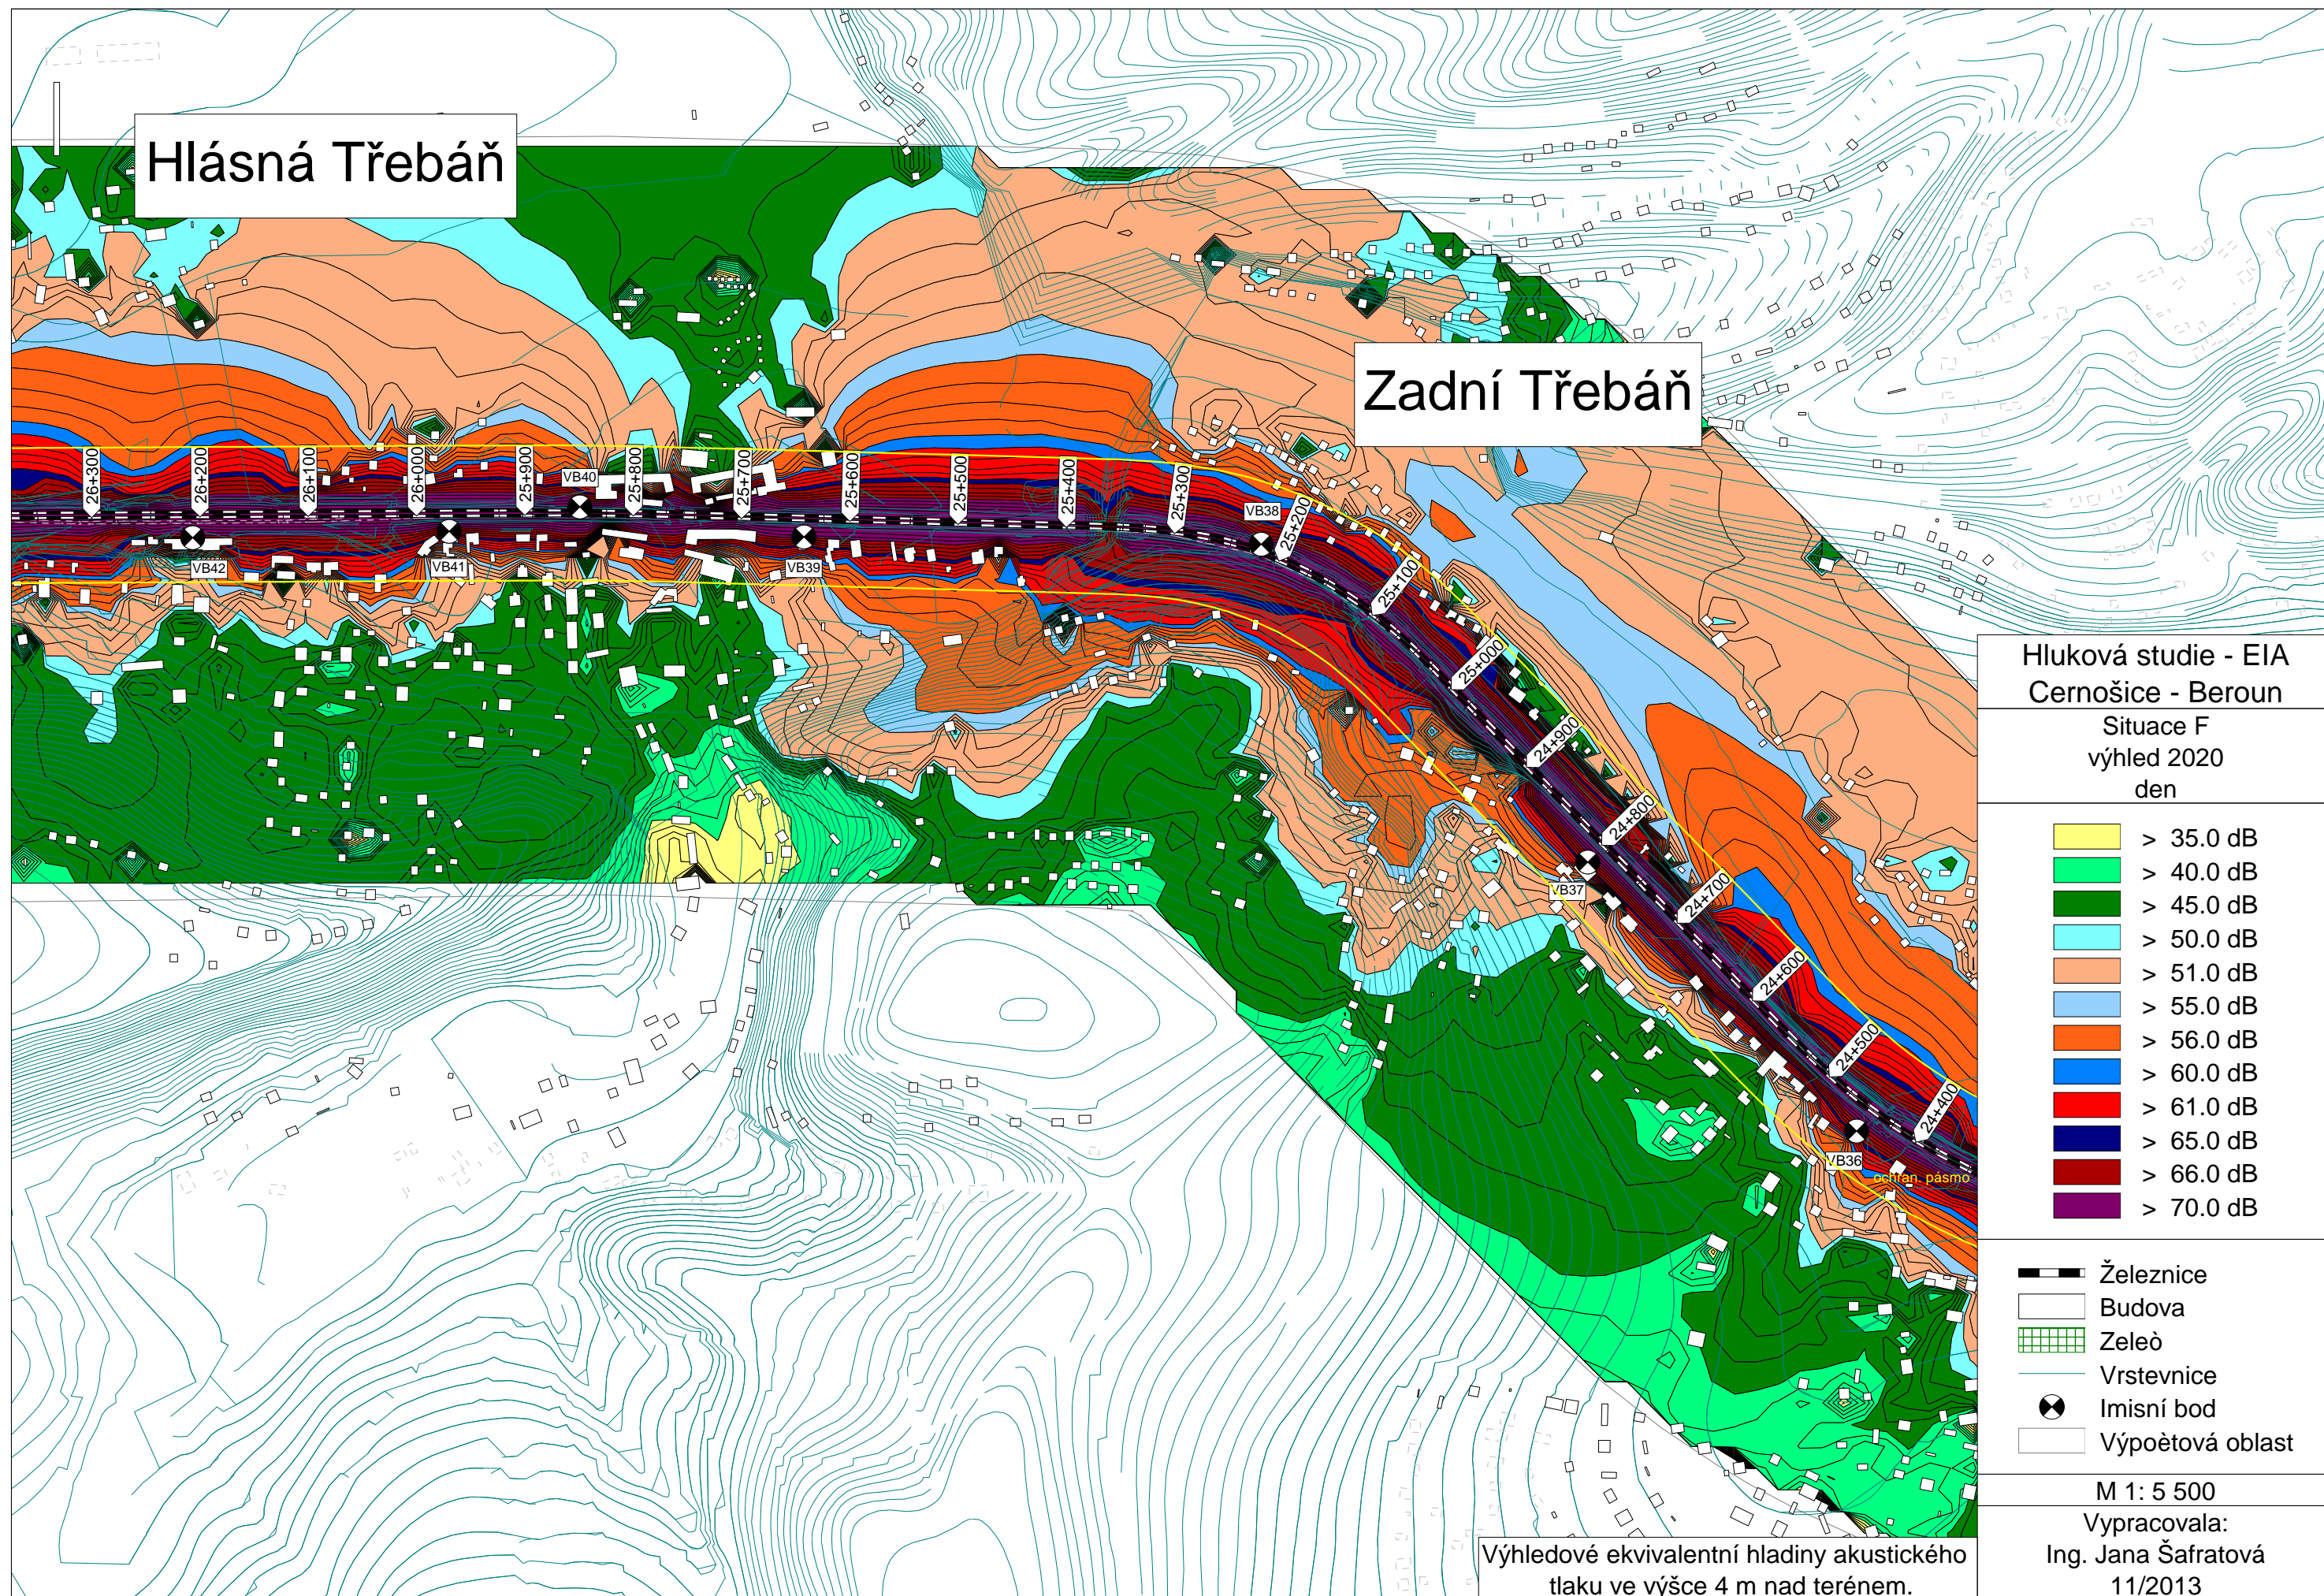 Hlásná Třebáň
Zadní Třebáň
26+300
26+200
26+100
26+000
25+900
25+800
25+700
25+600
25+500
25+400
25+300
25+200
25+100
25+000
24+900
24+800
24+700
24+600
24+500
24+400
VB40
VB38
VB42
VB41
VB39
VB37
VB36
ochran. pásmo
Hluková studie - EIA
Cernošice - Beroun
Situace F
výhled 2020
den
> 35.0 dB
> 40.0 dB
> 45.0 dB
> 50.0 dB
> 51.0 dB
> 55.0 dB
> 56.0 dB
> 60.0 dB
> 61.0 dB
> 65.0 dB
> 66.0 dB
> 70.0 dB
Železnice
Budova
Zeleò
Vrstevnice
Imisní bod
Výpoètová oblast
M 1: 5 500
Vypracovala:
Ing. Jana Šafratová
11/2013
Výhledové ekvivalentní hladiny akustického
tlaku ve výšce 4 m nad terénem.